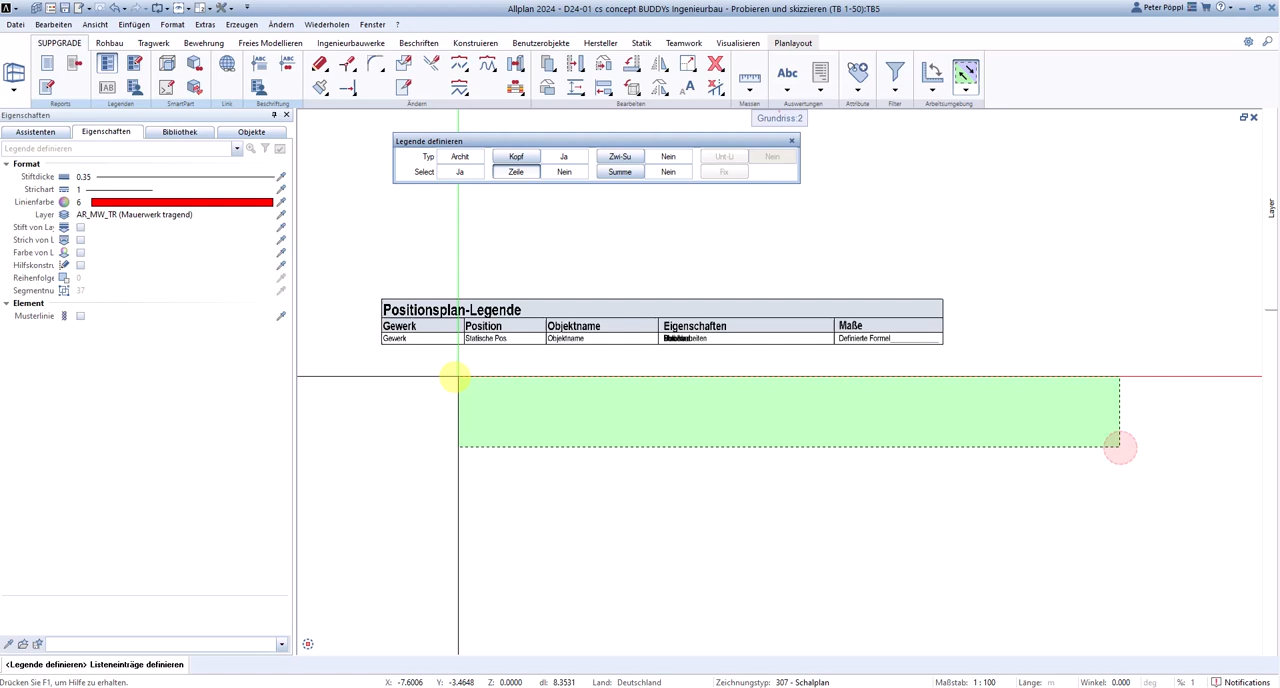 Allplan 2024 - D24-01 cs concept BUDDYs Ingenieurbau - Probieren und skizzieren (TB 1-50):TB5
Peter Pöppl
Datei Bearbeiten Ansicht Einfügen Format Extras Erzeugen Ändern Wiederholen Fenster ?
SUPPGRADE Rohbau Tragwerk Bewehrung Freies Modellieren Ingenieurbauwerke Beschriften Konstruieren Benutzerobjekte Hersteller Statik Teamwork Visualisieren Planlayout
ABC ABC
IABI
Abc
A
Reports Legenden SmartPart Link Beschriftung Ändern Bearbeiten Messen Auswertungen Attribute Filter Arbeitsumgebung
Eigenschaften
Grundriss:2
Assistenten Eigenschaften Bibliothek Objekte
Legende definieren
Format
Stiftdicke 0.35
Strichart 1
Linienfarbe 6
Layer AR_MW_TR (Mauerwerk tragend)
Stift von La
Strich von L
Farbe von L
Hilfskonstru
Reihenfolge 0
Segmentnu 37
Element
Musterlinie
Layer
Legende definieren
Typ Archit Kopf Ja Zwi-Su Nein Unt-Li Nein
Select Ja Zeile Nein Summe Nein Fix
Positionsplan-Legende
Gewerk Position Objektname Eigenschaften Maße
Gewerk Statische Pos Objektname Definierte Formel
<Legende definieren> Listeneinträge definieren
Drücken Sie F1, um Hilfe zu erhalten.
X: -7.6006 Y: -3.4648 Z: 0.0000 dl: 8.3531 Land: Deutschland Zeichnungstyp: 307 - Schalplan Maßstab: 1 : 100 Länge: m Winkel: 0.000 deg %: 1 Notifications